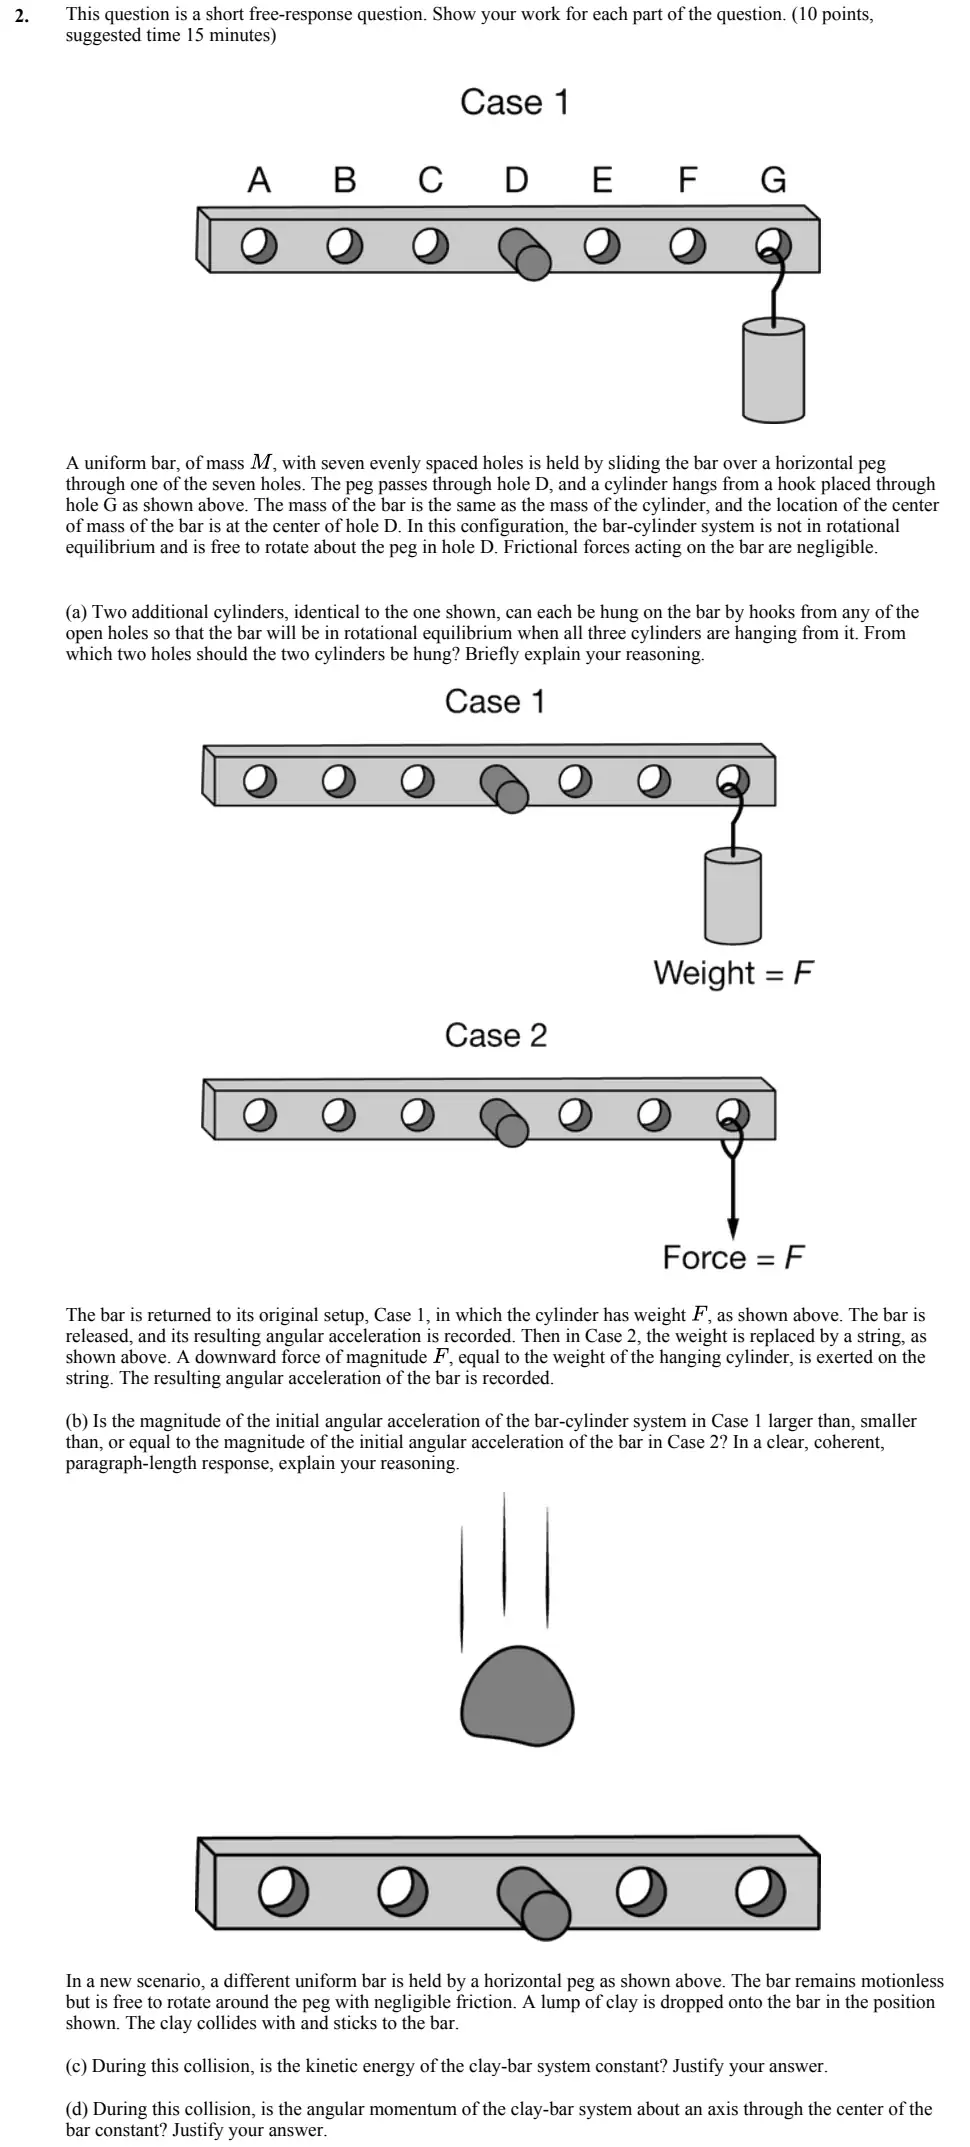 2. This question is a short free-response question. Show your work for each part of the question. (10 points,
suggested time 15 minutes)
Case 1
A B C D E F G
A uniform bar, of mass M, with seven evenly spaced holes is held by sliding the bar over a horizontal peg
through one of the seven holes. The peg passes through hole D, and a cylinder hangs from a hook placed through
hole G as shown above. The mass of the bar is the same as the mass of the cylinder, and the location of the center
of mass of the bar is at the center of hole D. In this configuration, the bar-cylinder system is not in rotational
equilibrium and is free to rotate about the peg in hole D. Frictional forces acting on the bar are negligible.
(a) Two additional cylinders, identical to the one shown, can each be hung on the bar by hooks from any of the
open holes so that the bar will be in rotational equilibrium when all three cylinders are hanging from it. From
which two holes should the two cylinders be hung? Briefly explain your reasoning.
Case 1
Weight = F
Case 2
Force = F
The bar is returned to its original setup, Case 1, in which the cylinder has weight F, as shown above. The bar is
released, and its resulting angular acceleration is recorded. Then in Case 2, the weight is replaced by a string, as
shown above. A downward force of magnitude F, equal to the weight of the hanging cylinder, is exerted on the
string. The resulting angular acceleration of the bar is recorded.
(b) Is the magnitude of the initial angular acceleration of the bar-cylinder system in Case 1 larger than, smaller
than, or equal to the magnitude of the initial angular acceleration of the bar in Case 2? In a clear, coherent,
paragraph-length response, explain your reasoning.
In a new scenario, a different uniform bar is held by a horizontal peg as shown above. The bar remains motionless
but is free to rotate around the peg with negligible friction. A lump of clay is dropped onto the bar in the position
shown. The clay collides with and sticks to the bar.
(c) During this collision, is the kinetic energy of the clay-bar system constant? Justify your answer.
(d) During this collision, is the angular momentum of the clay-bar system about an axis through the center of the
bar constant? Justify your answer.